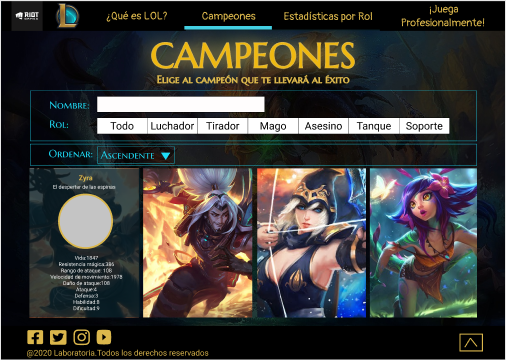 RIOT
¿Qué es LOL?
Campeones
Estadísticas por Rol
¡Juega
Profesionalmente!
CAMPEONES
Elige al campeón que te llevará al éxito
Nombre:
Rol:
Todo Luchador Tirador Mago Asesino Tanque Soporte
Ordenar: Ascendente
Zyra
El despertar de las espinas
Vida:1847
Resistencia mágica:386
Rango de ataque: 108
Velocidad de movimiento:1978
Daño de ataque:108
Ataque:4
Defensa:3
Habilidad:8
Dificultad:9
@2020 Laboratoria.Todos los derechos reservados